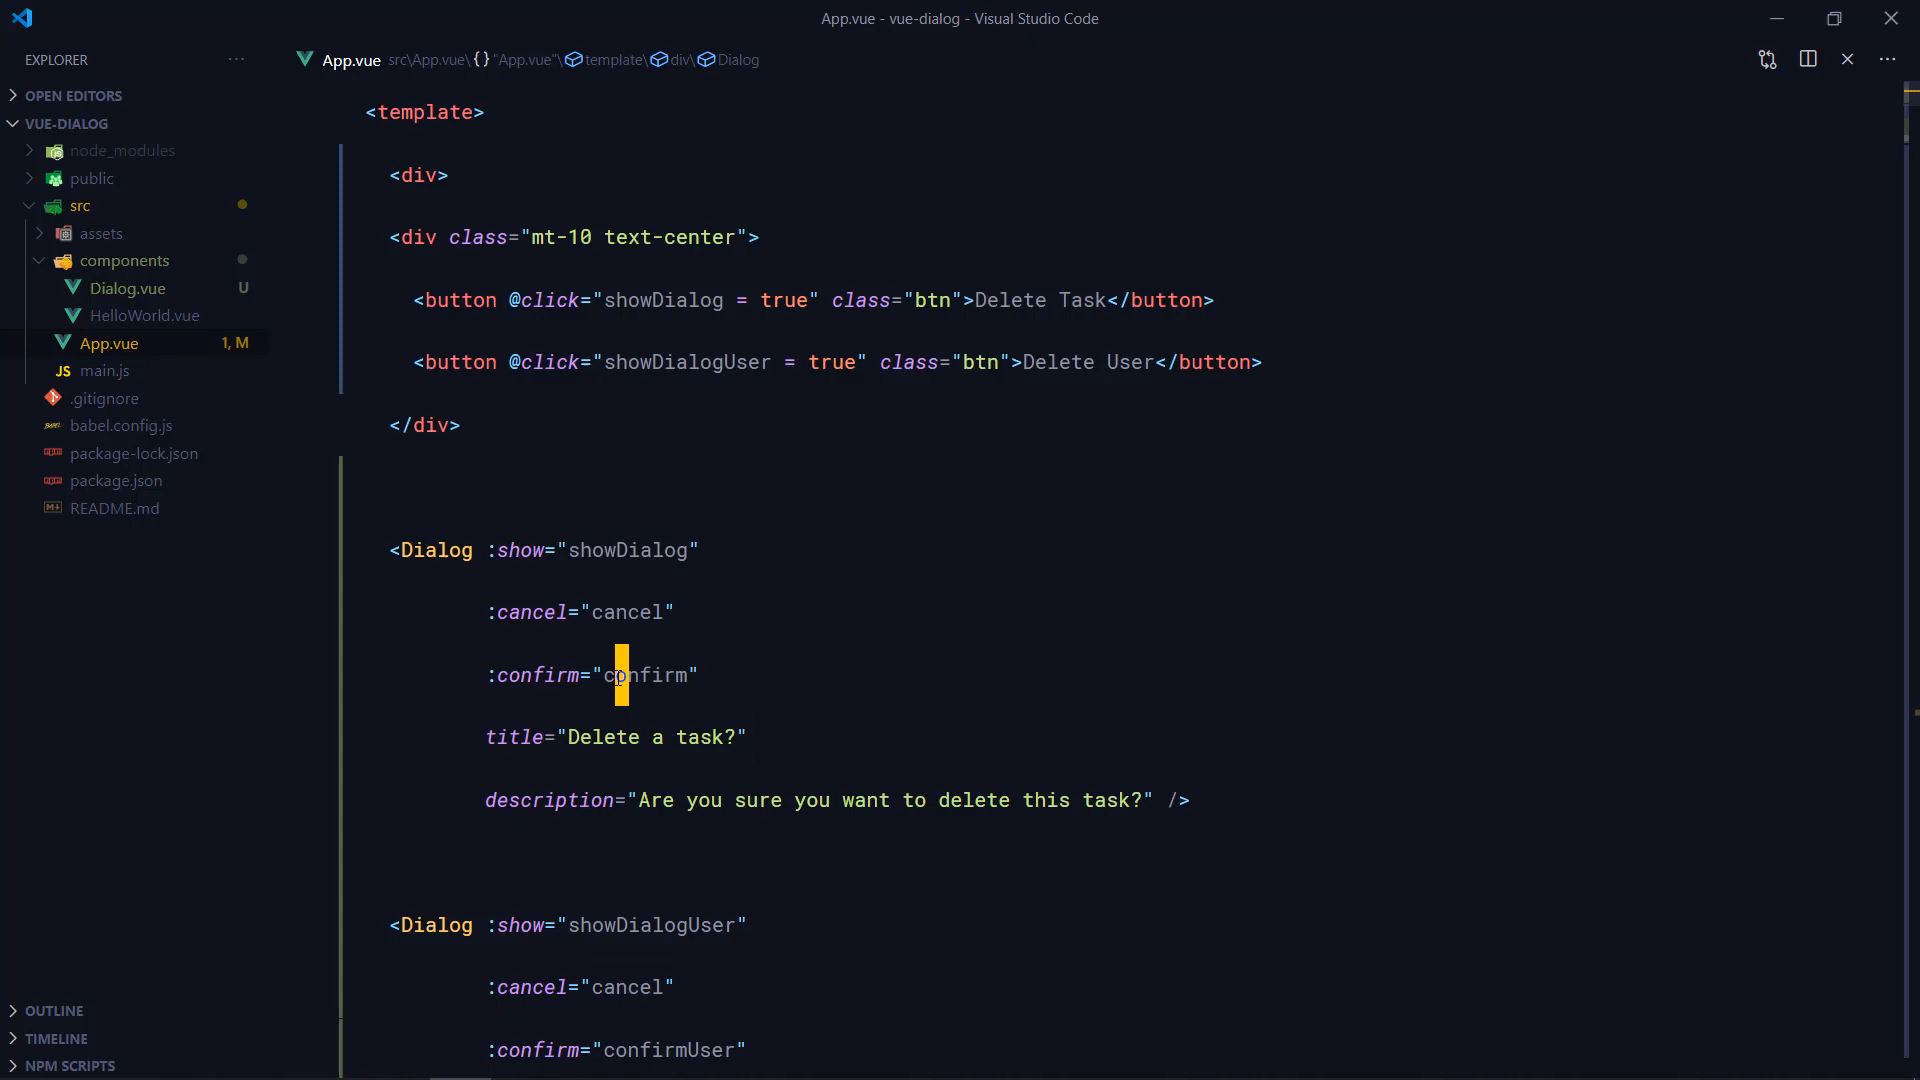 App.vue - vue-dialog - Visual Studio Code
EXPLORER
App.vue src\App.vue\{ } "App.vue"\ template\ div\ Dialog
OPEN EDITORS
VUE-DIALOG
node_modules
public
src
assets
components
Dialog.vue U
HelloWorld.vue
App.vue 1, M
JS main.js
.gitignore
BABEL babel.config.js
package-lock.json
package.json
README.md
OUTLINE
TIMELINE
NPM SCRIPTS
<template>
<div>
<div class="mt-10 text-center">
<button @click="showDialog = true" class="btn">Delete Task</button>
<button @click="showDialogUser = true" class="btn">Delete User</button>
</div>
<Dialog :show="showDialog"
:cancel="cancel"
:confirm="confirm"
title="Delete a task?"
description="Are you sure you want to delete this task?" />
<Dialog :show="showDialogUser"
:cancel="cancel"
:confirm="confirmUser"